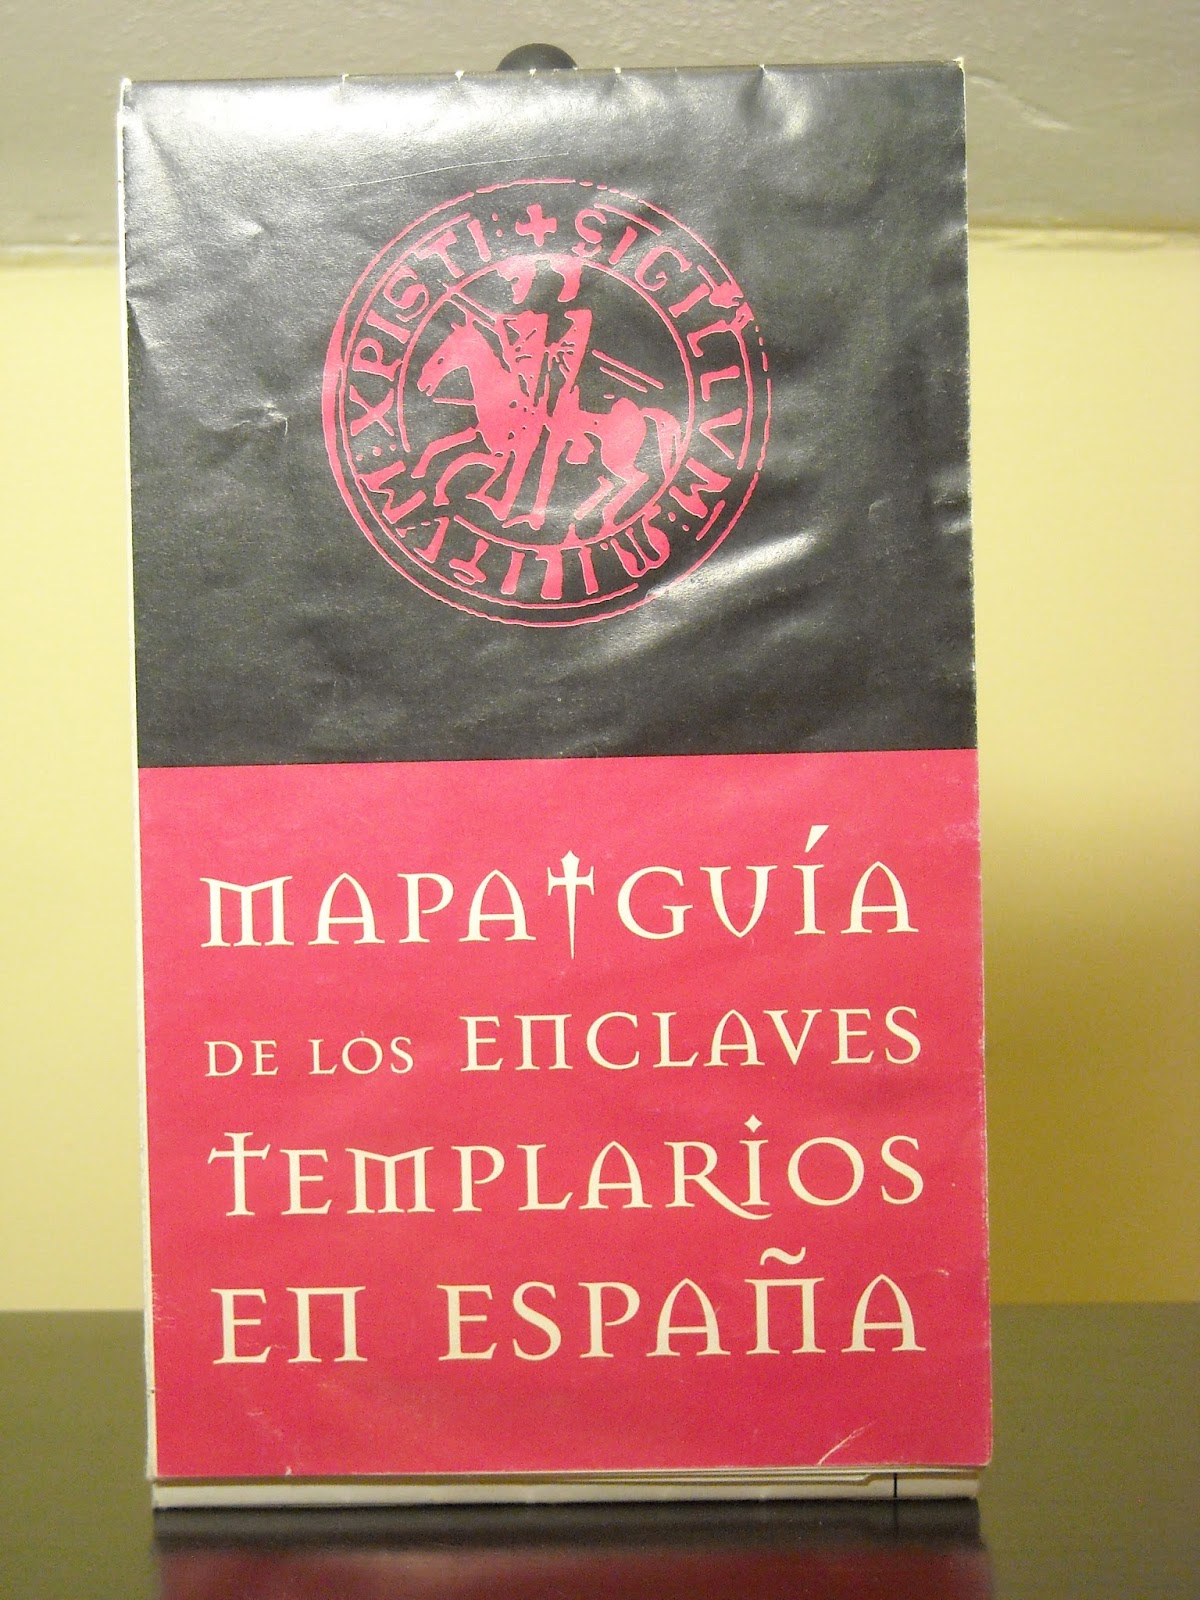 + SIGILLVM: MILITVM: XPISTI:
MAPA†GUÍA
DE LOS ENCLAVES
TEMPLARIOS
EN ESPAÑA